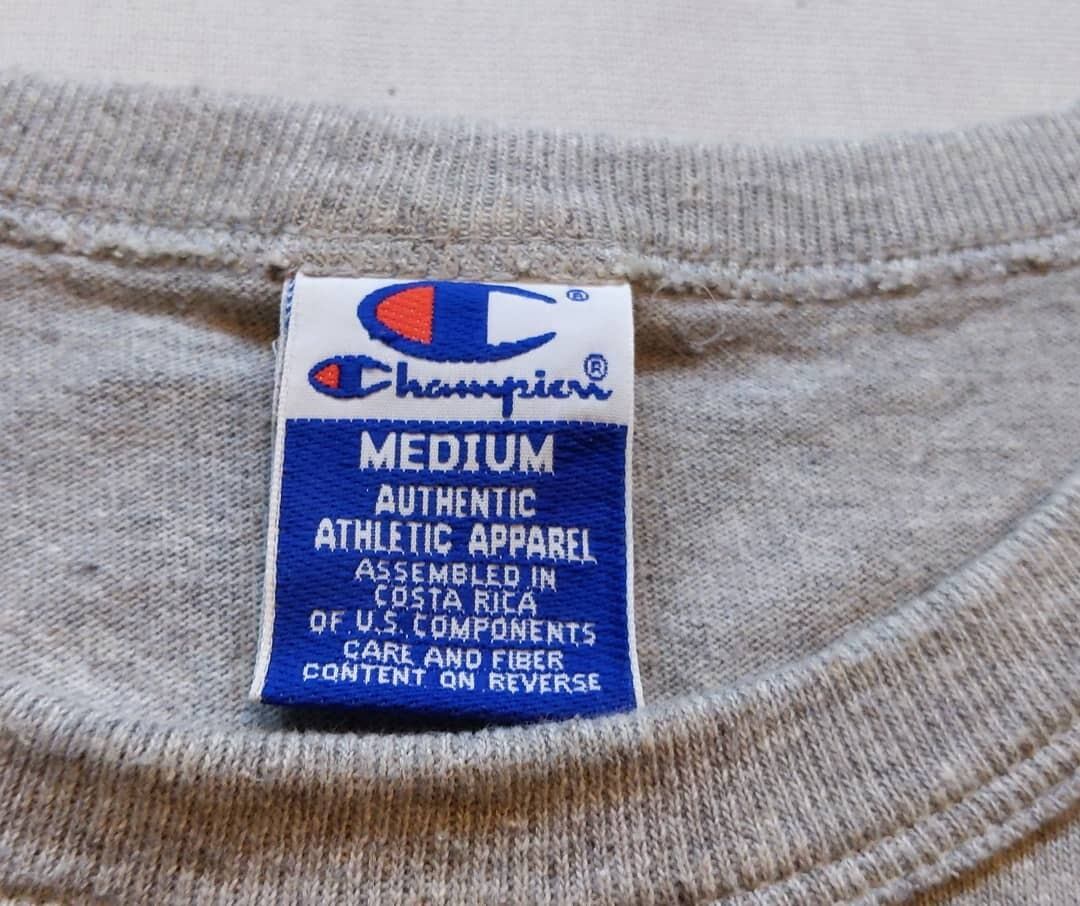 ®
Champion®
MEDIUM
AUTHENTIC
ATHLETIC APPAREL
ASSEMBLED IN
COSTA RICA
OF U.S. COMPONENTS
CARE AND FIBER
CONTENT ON REVERSE